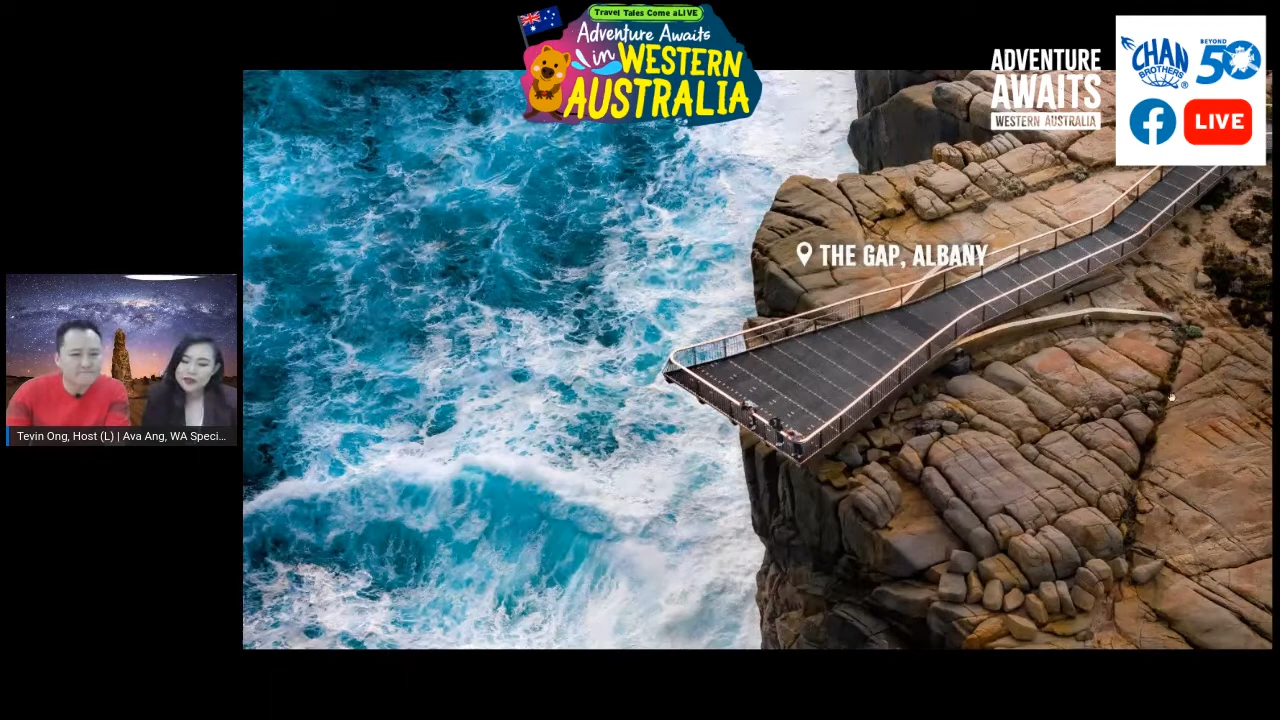 Travel Tales Come aLIVE
Adventure Awaits
in WESTERN
AUSTRALIA
ADVENTURE
AWAITS
WESTERN AUSTRALIA
CHAN
BROTHERS
BEYOND
50
LIVE
THE GAP, ALBANY
Tevin Ong, Host (L) | Ava Ang, WA Speci...